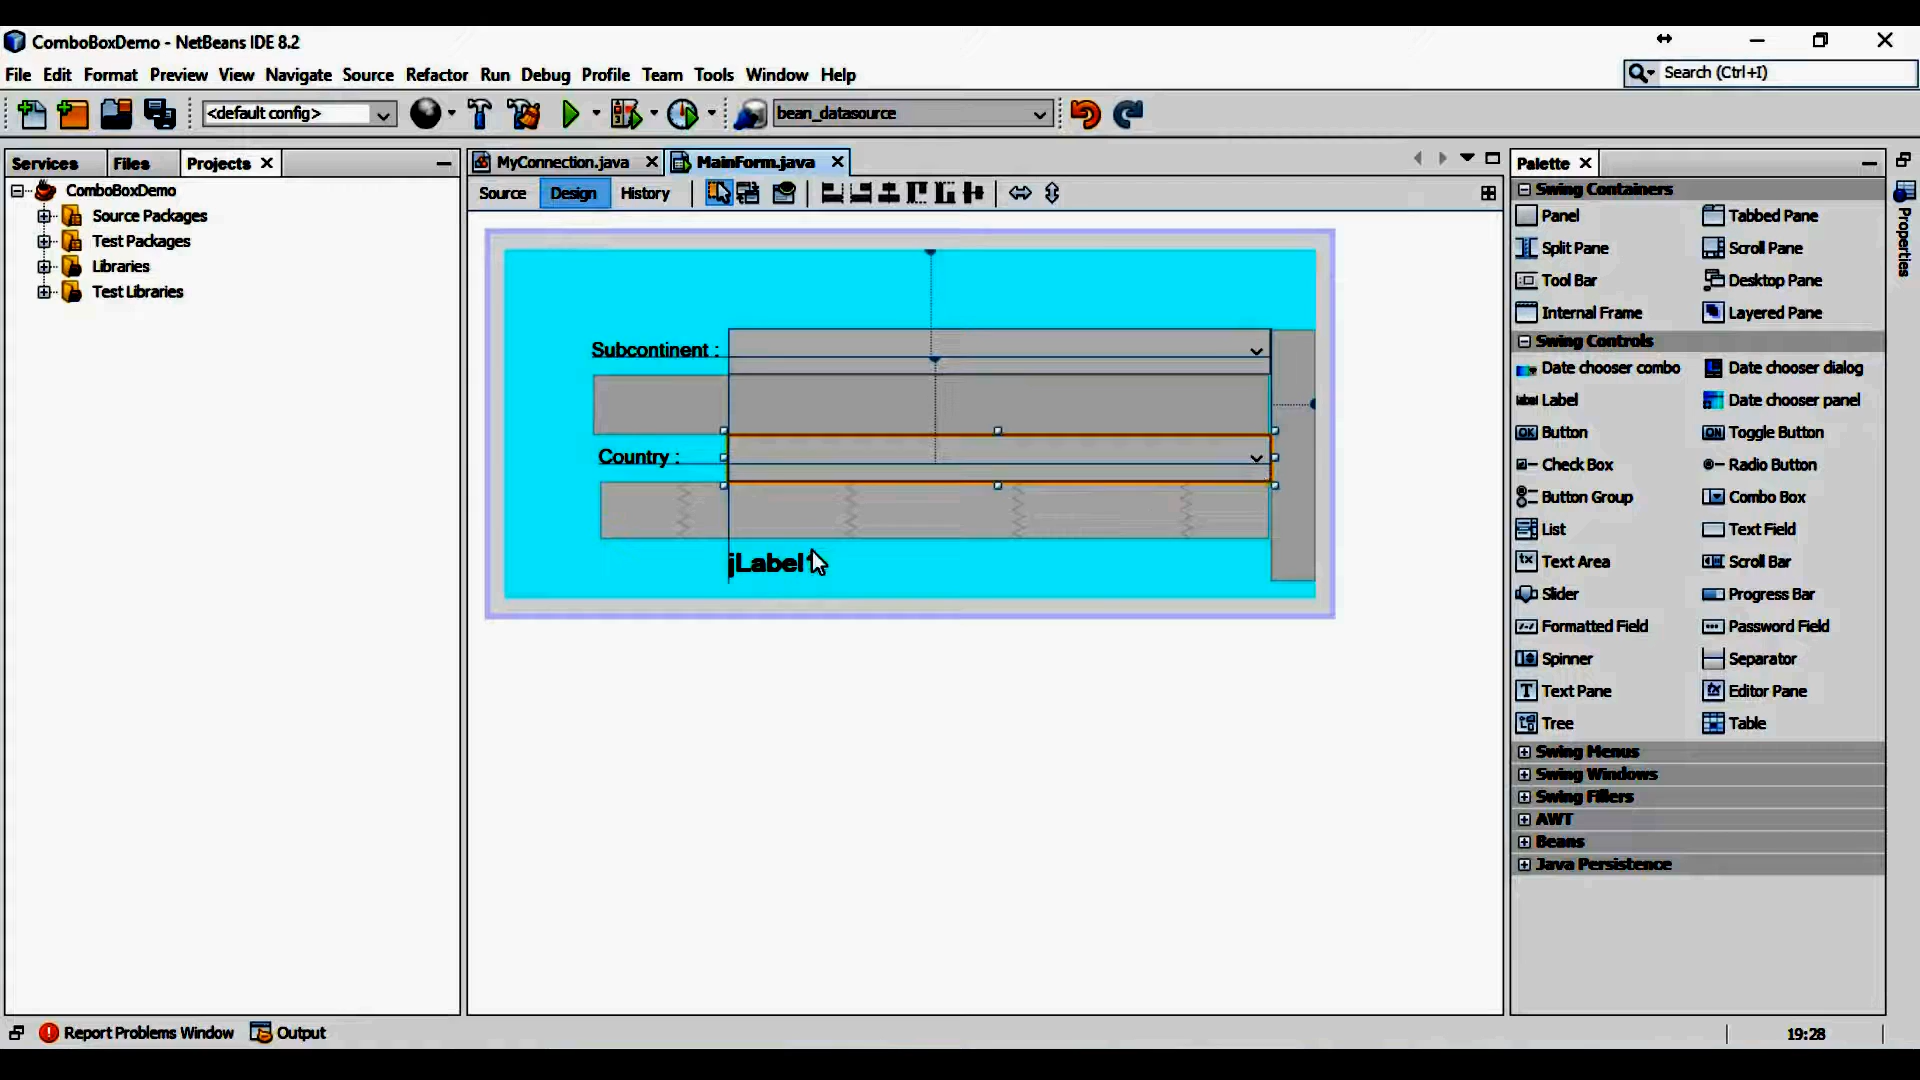 ComboBoxDemo - NetBeans IDE 8.2
File Edit Format Preview View Navigate Source Refactor Run Debug Profile Team Tools Window Help
Search (Ctrl+I)
<default config>
bean_datasource
Services Files Projects
ComboBoxDemo
Source Packages
Test Packages
Libraries
Test Libraries
MyConnection.java MainForm.java
Source Design History
Subcontinent :
Country :
jLabel
Palette
Swing Containers
Panel Tabbed Pane
Split Pane Scroll Pane
Tool Bar Desktop Pane
Internal Frame Layered Pane
Swing Controls
Date chooser combo Date chooser dialog
Label Date chooser panel
Button Toggle Button
Check Box Radio Button
Button Group Combo Box
List Text Field
Text Area Scroll Bar
Slider Progress Bar
Formatted Field Password Field
Spinner Separator
Text Pane Editor Pane
Tree Table
Swing Menus
Swing Windows
Swing Fillers
AWT
Beans
Java Persistence
Properties
Report Problems Window Output
19:28